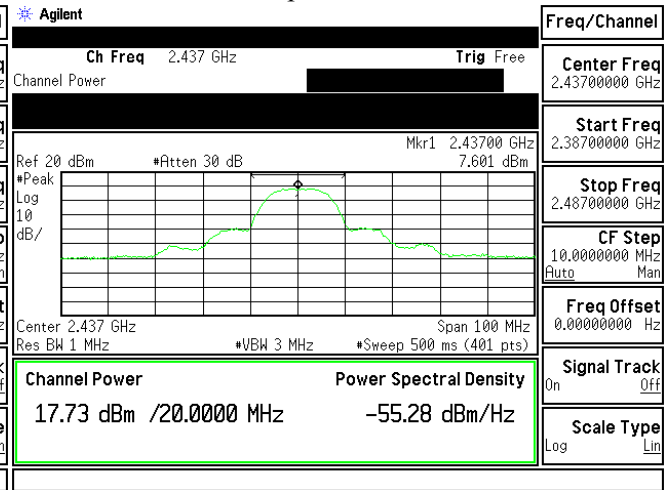 Agilent
Freq/Channel
Ch Freq 2.437 GHz Trig Free
Channel Power
Center Freq
2.43700000 GHz
Start Freq
2.38700000 GHz
Mkr1 2.43700 GHz
Ref 20 dBm #Atten 30 dB 7.601 dBm
#Peak
Log
10
dB/
Stop Freq
2.48700000 GHz
CF Step
10.0000000 MHz
Auto Man
Freq Offset
0.00000000 Hz
Center 2.437 GHz Span 100 MHz
Res BW 1 MHz #VBW 3 MHz #Sweep 500 ms (401 pts)
Signal Track
On Off
Channel Power Power Spectral Density
17.73 dBm /20.0000 MHz -55.28 dBm/Hz
Scale Type
Log Lin